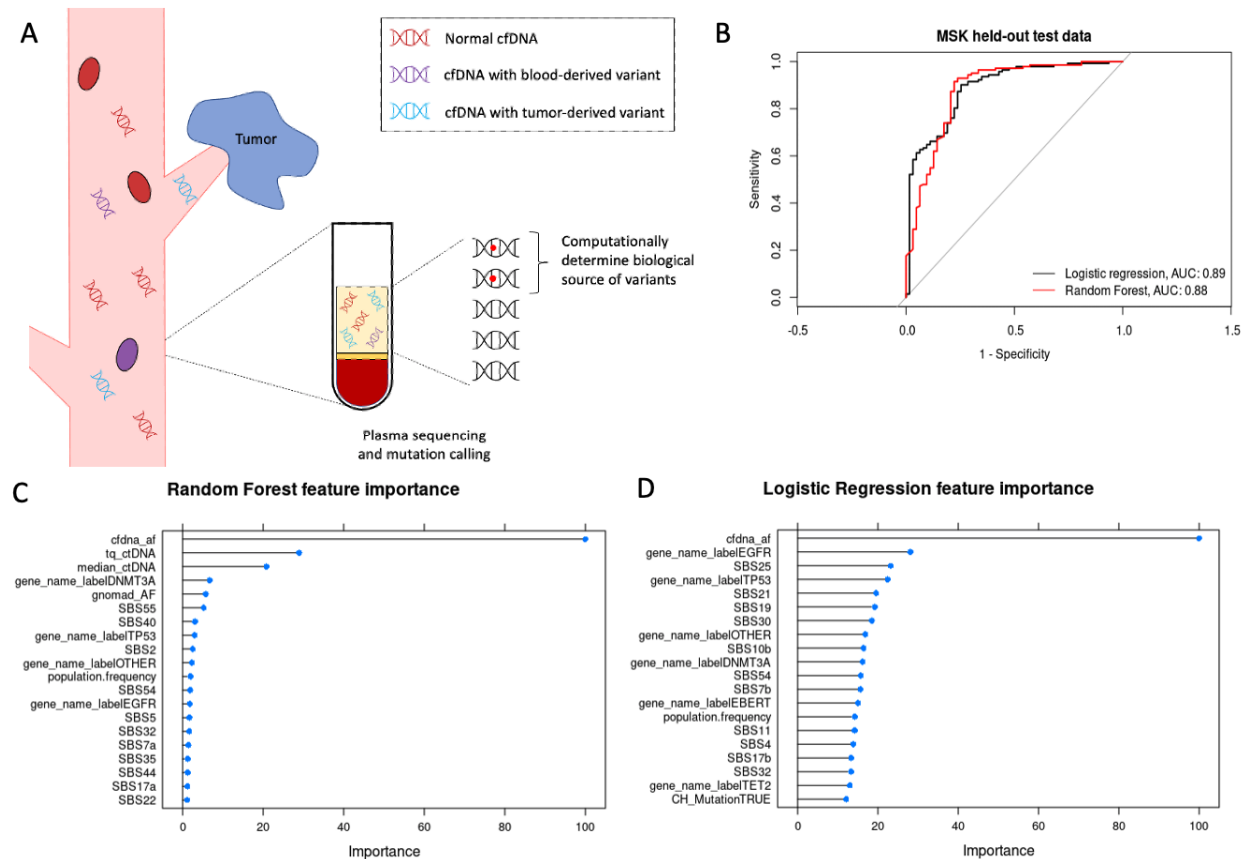 A
Normal cfDNA
cfDNA with blood-derived variant
cfDNA with tumor-derived variant
Tumor
Computationally
determine biological
source of variants
Plasma sequencing
and mutation calling
B
MSK held-out test data
Sensitivity
0.0
0.2
0.4
0.6
0.8
1.0
Logistic regression, AUC: 0.89
Random Forest, AUC: 0.88
-0.5
0.0
0.5
1.0
1.5
1 - Specificity
C
Random Forest feature importance
cfdna_af
tq_ctDNA
median_ctDNA
gene_name_labelDNMT3A
gnomad_AF
SBS55
SBS40
gene_name_labelTP53
SBS2
gene_name_labelOTHER
population.frequency
SBS54
gene_name_labelEGFR
SBS5
SBS32
SBS7a
SBS35
SBS44
SBS17a
SBS22
0
20
40
60
80
100
Importance
D
Logistic Regression feature importance
cfdna_af
gene_name_labelEGFR
SBS25
gene_name_labelTP53
SBS21
SBS19
SBS30
gene_name_labelOTHER
SBS10b
gene_name_labelDNMT3A
SBS54
SBS7b
gene_name_labelEBERT
population.frequency
SBS11
SBS4
SBS17b
SBS32
gene_name_labelTET2
CH_MutationTRUE
0
20
40
60
80
100
Importance